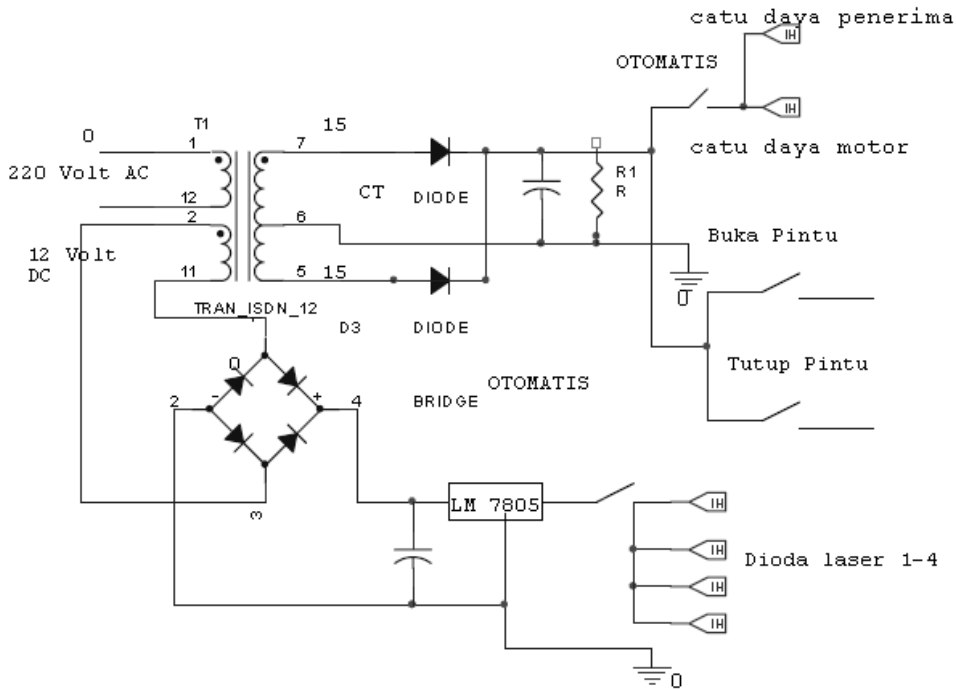 catu daya penerima
IH
OTOMATIS
IH
catu daya motor
0
T1
1
7
15
220 Volt AC
12
CT
DIODE
R1
R
2
6
12 Volt
DC
11
5
15
0
Buka Pintu
TRAN_ISDN_12
D3
DIODE
Tutup Pintu
0
OTOMATIS
2
-
+
4
BRIDGE
3
LM 7805
IH
IH
Dioda laser 1-4
IH
IH
0